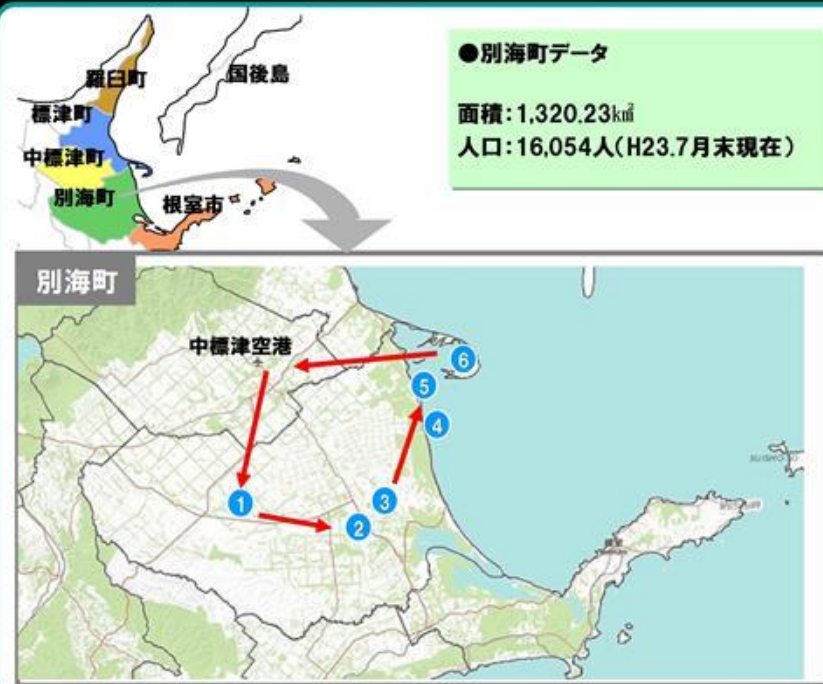 ●別海町データ
面積：1,320.23㎢
人口：16,054人（H23.7月末現在）
羅臼町
国後島
標津町
中標津町
別海町
根室市
別海町
中標津空港
6
5
4
1
3
2